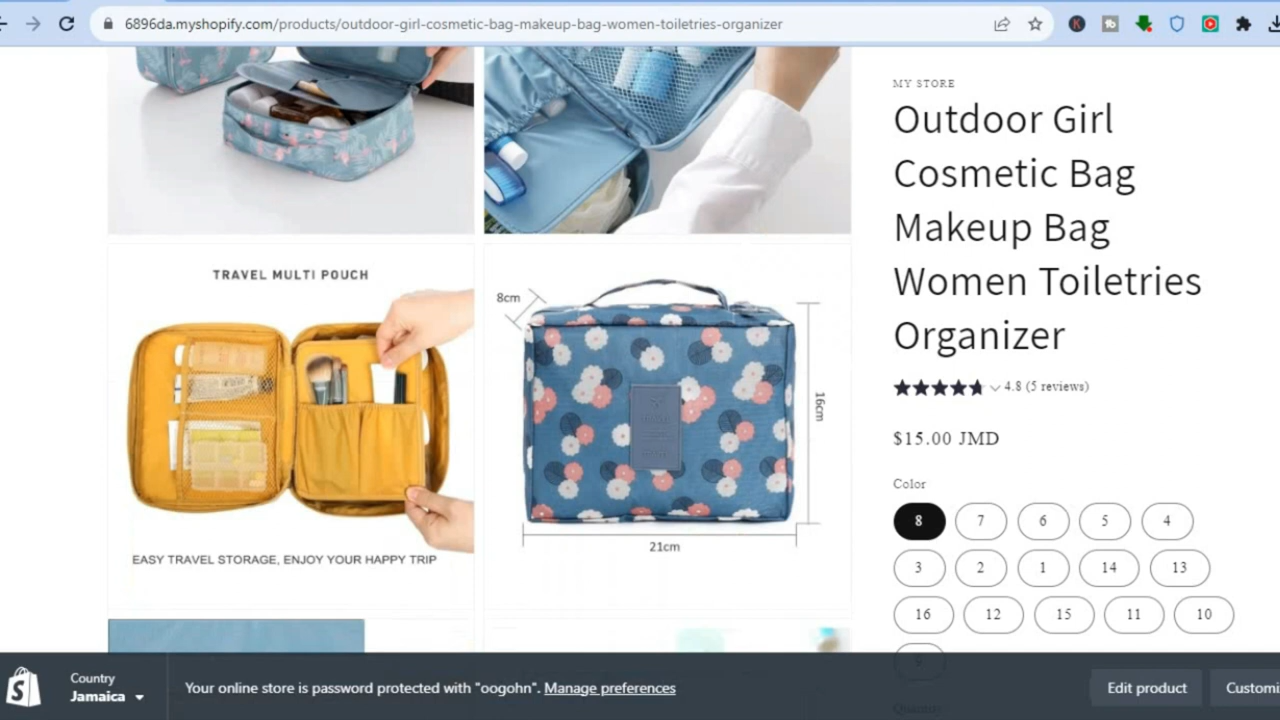 6896da.myshopify.com/products/outdoor-girl-cosmetic-bag-makeup-bag-women-toiletries-organizer
TRAVEL MULTI POUCH
EASY TRAVEL STORAGE, ENJOY YOUR HAPPY TRIP
8cm
16cm
21cm
MY STORE
Outdoor Girl
Cosmetic Bag
Makeup Bag
Women Toiletries
Organizer
4.8 (5 reviews)
$15.00 JMD
Color
8 7 6 5 4
3 2 1 14 13
16 12 15 11 10
9
Quantity
Country
Jamaica
Your online store is password protected with "oogohn". Manage preferences
Edit product
Customi